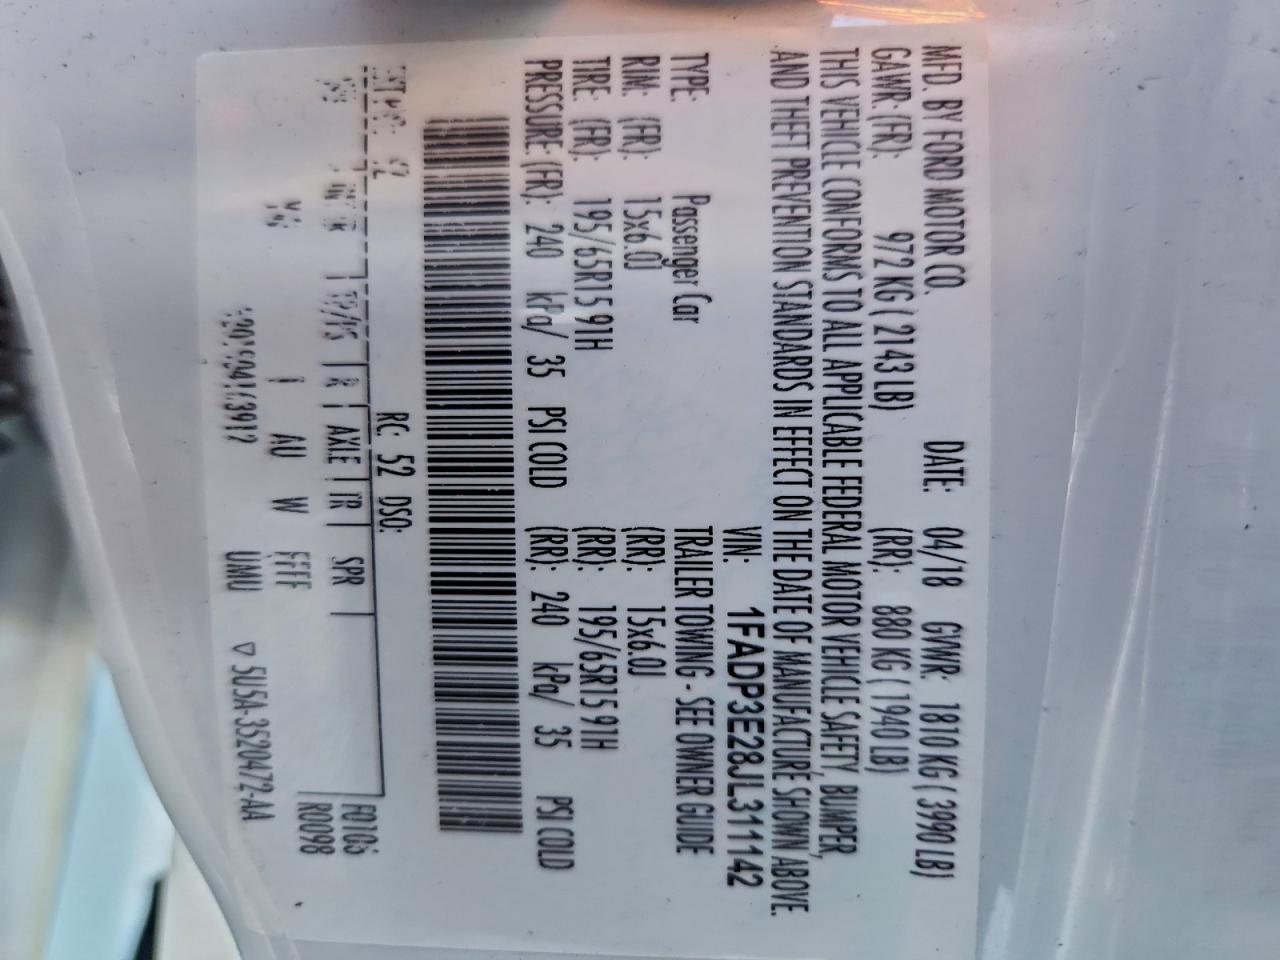 MFD. BY FORD MOTOR CO. DATE: 04/18 GVWR: 1810 KG ( 3990 LB)
GAWR: (FR): 972 KG ( 2143 LB) (RR): 880 KG ( 1940 LB)
THIS VEHICLE CONFORMS TO ALL APPLICABLE FEDERAL MOTOR VEHICLE SAFETY, BUMPER,
AND THEFT PREVENTION STANDARDS IN EFFECT ON THE DATE OF MANUFACTURE SHOWN ABOVE.
VIN: 1FADP3E28JL311142
TYPE: Passenger Car TRAILER TOWING - SEE OWNER GUIDE
RIM: (FR): 15x6.0J (RR): 15x6.0J
TIRE: (FR): 195/65R15 91H (RR): 195/65R15 91H
PRESSURE: (FR): 240 kPa/ 35 PSI COLD (RR): 240 kPa/ 35 PSI COLD
RC: 52 DSO:
F0106
R0098
TP/PS R AXLE TR SPR
AU W FFFF
UMU ▽ 5U5A-3520472-AA